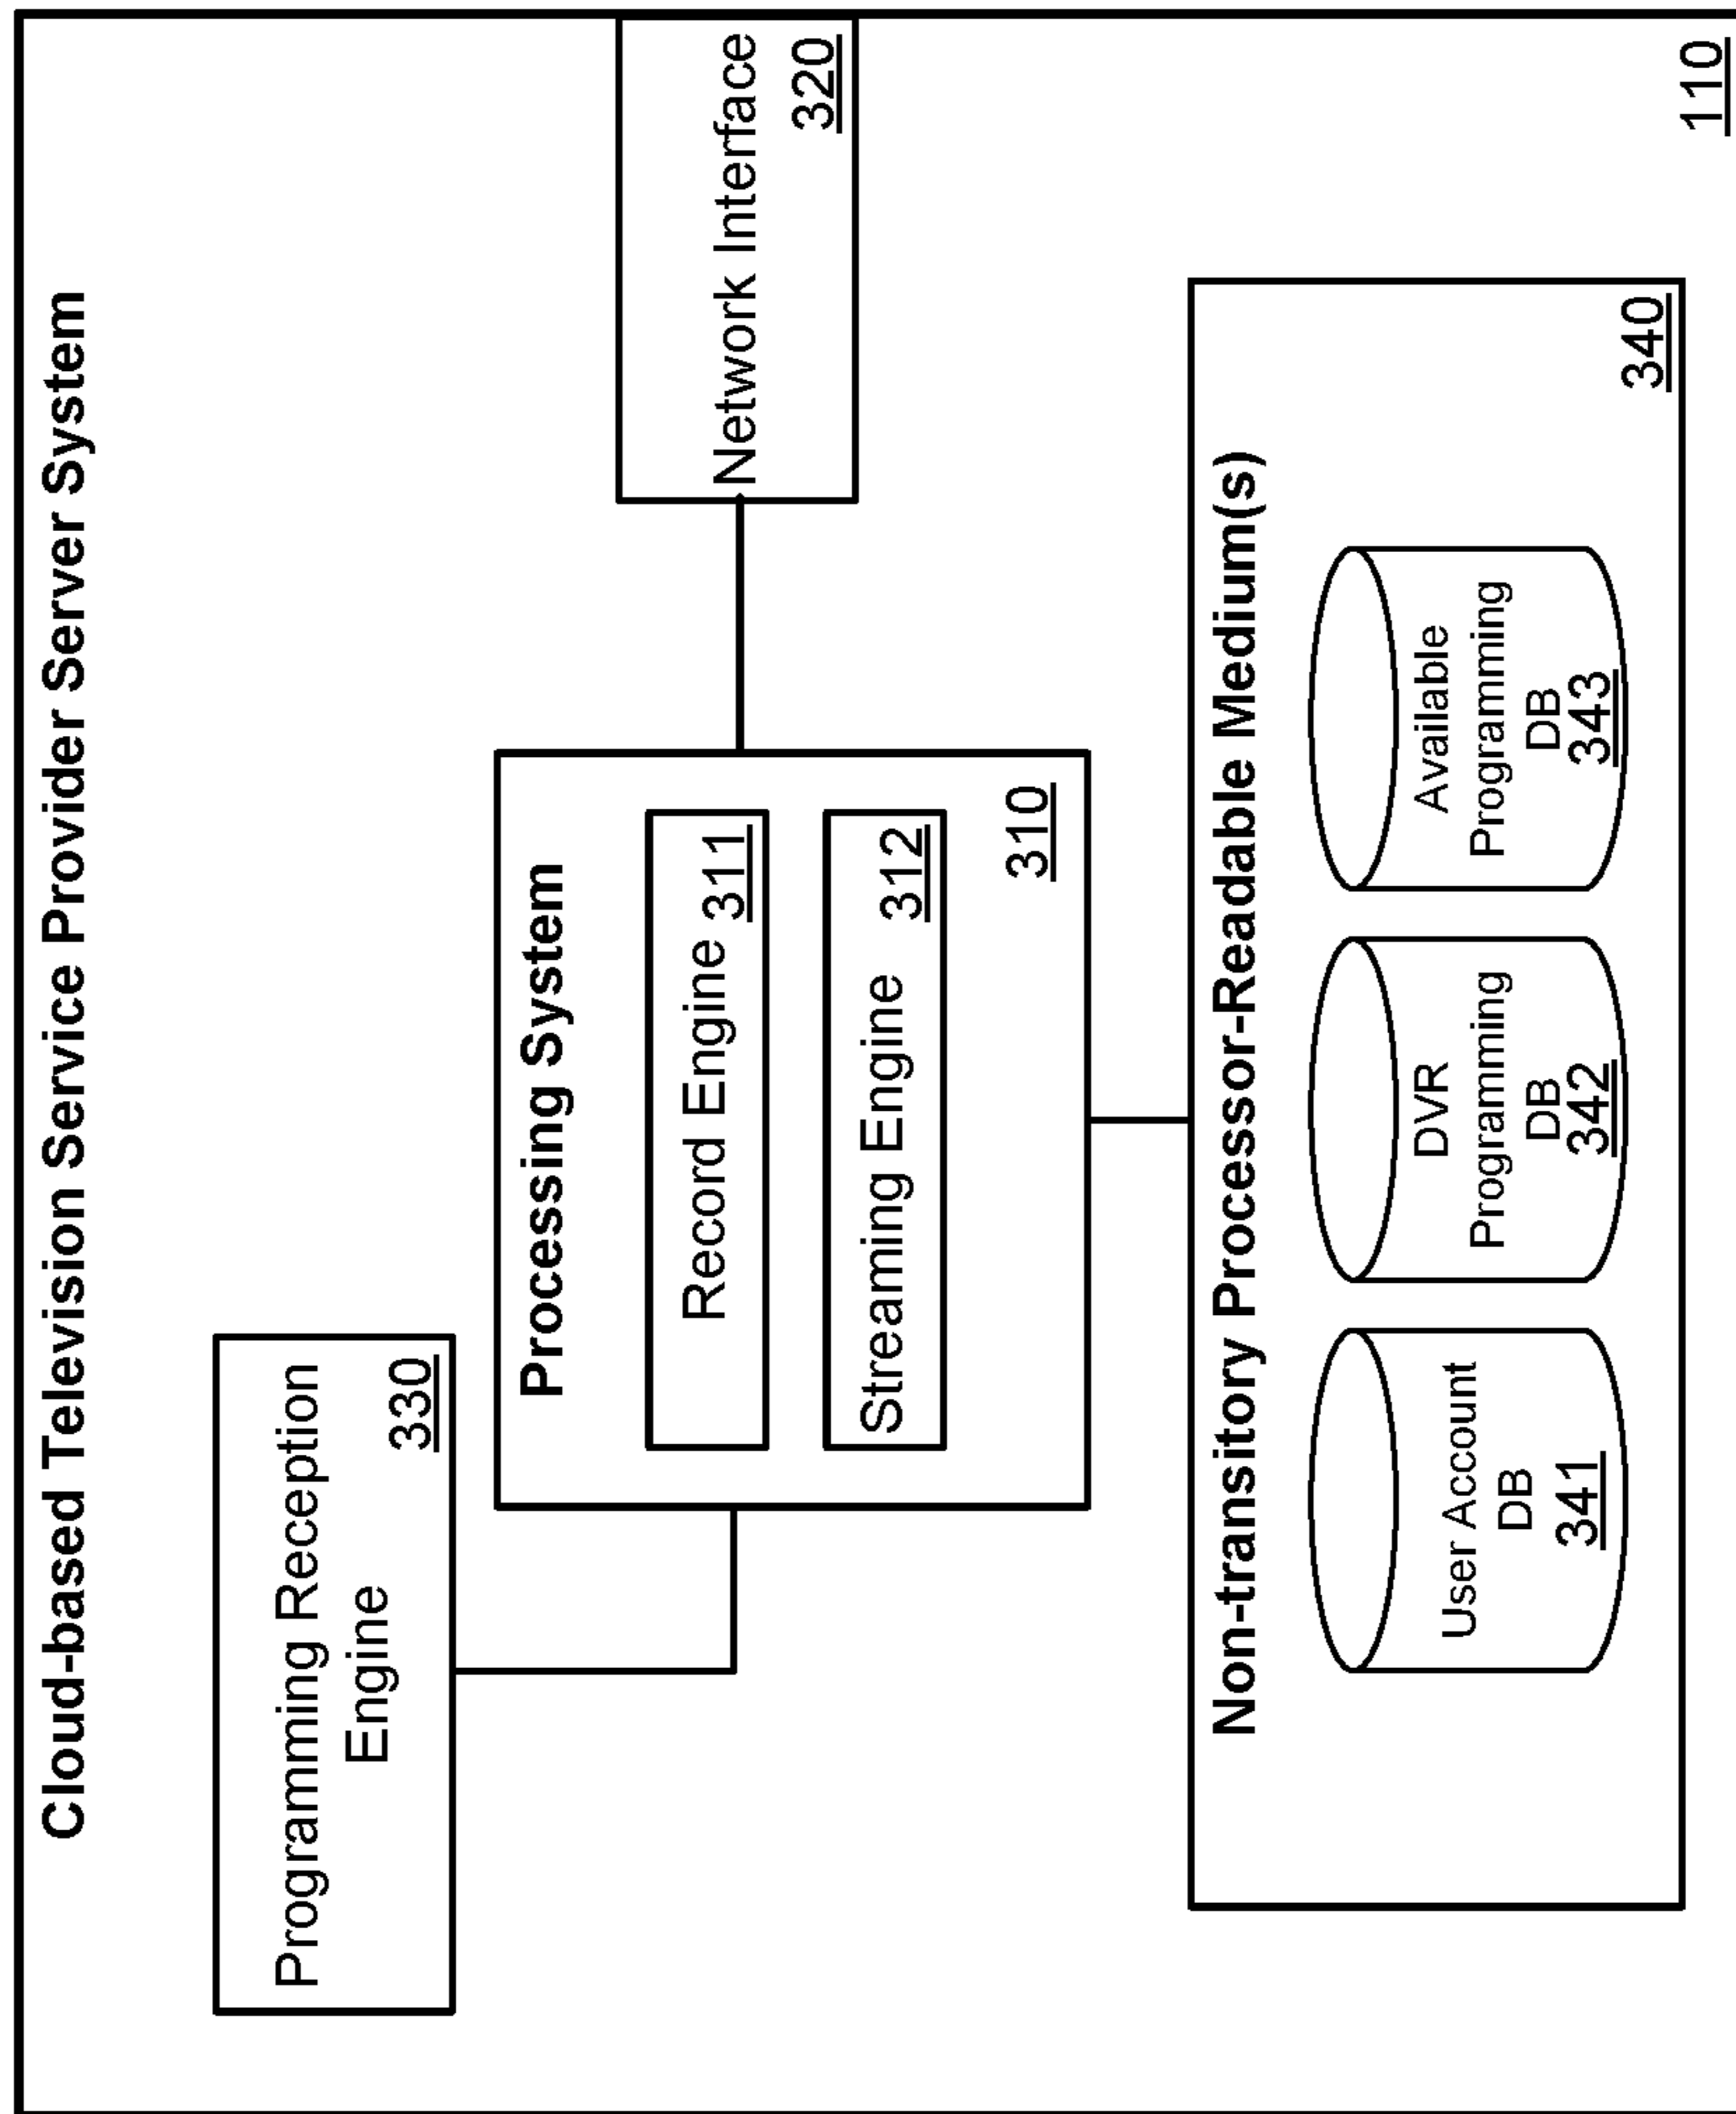 Cloud-based Television Service Provider Server System
Programming Reception
Engine
330
Processing System
Record Engine 311
Streaming Engine 312
310
Network Interface
320
Non-transitory Processor-Readable Medium(s)
User Account
DB
341
DVR
Programming
DB
342
Available
Programming
DB
343
340
110